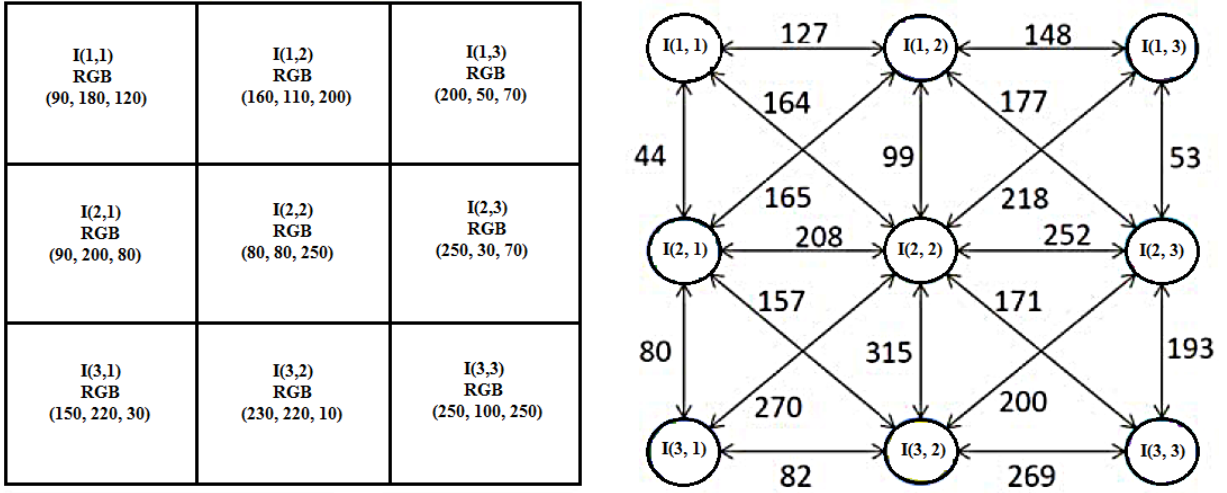 I(1,1)
RGB
(90, 180, 120)
I(1,2)
RGB
(160, 110, 200)
I(1,3)
RGB
(200, 50, 70)
I(2,1)
RGB
(90, 200, 80)
I(2,2)
RGB
(80, 80, 250)
I(2,3)
RGB
(250, 30, 70)
I(3,1)
RGB
(150, 220, 30)
I(3,2)
RGB
(230, 220, 10)
I(3,3)
RGB
(250, 100, 250)
I(1, 1) 127 I(1, 2) 148 I(1, 3)
164 177
44 99 53
165 218
I(2, 1) 208 I(2, 2) 252 I(2, 3)
157 171
80 315 193
270 200
I(3, 1) 82 I(3, 2) 269 I(3, 3)